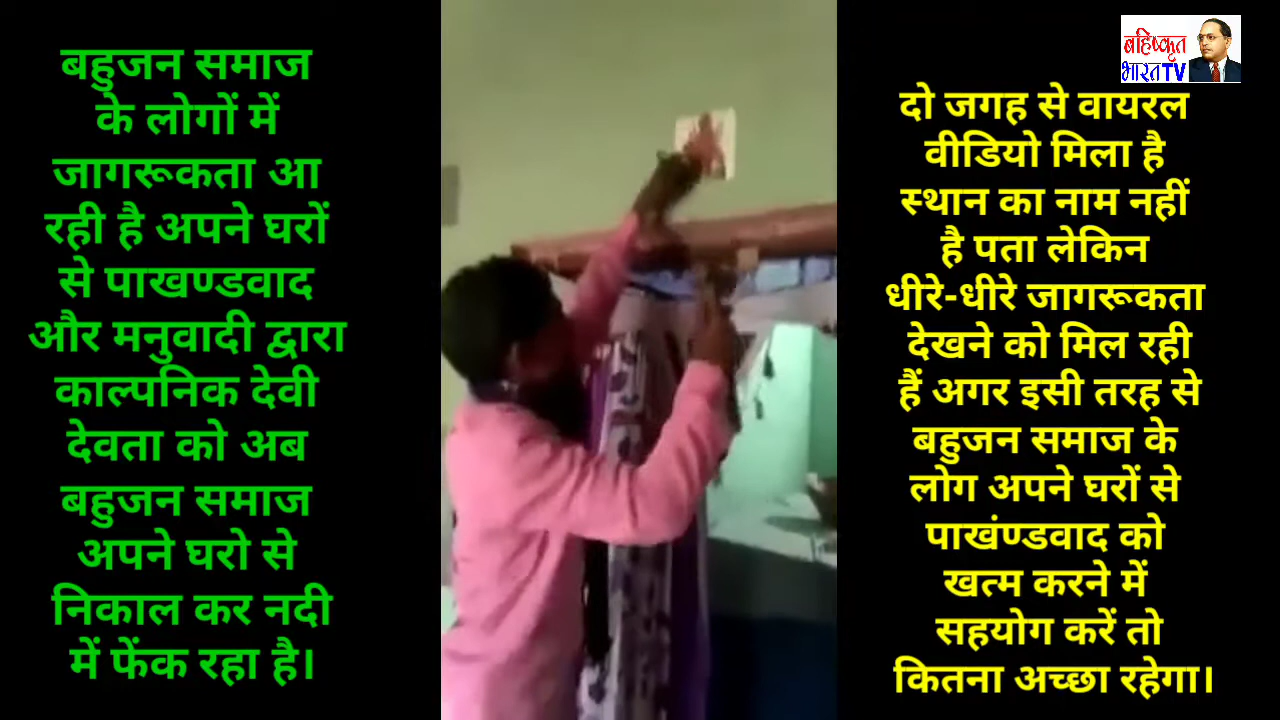 बहुजन समाज
के लोगों में
जागरूकता आ
रही है अपने घरों
से पाखण्डवाद
और मनुवादी द्वारा
काल्पनिक देवी
देवता को अब
बहुजन समाज
अपने घरो से
निकाल कर नदी
में फेंक रहा है।
बहिष्कृत
भारत TV
दो जगह से वायरल
वीडियो मिला है
स्थान का नाम नहीं
है पता लेकिन
धीरे-धीरे जागरूकता
देखने को मिल रही
हैं अगर इसी तरह से
बहुजन समाज के
लोग अपने घरों से
पाखंण्डवाद को
खत्म करने में
सहयोग करें तो
कितना अच्छा रहेगा।